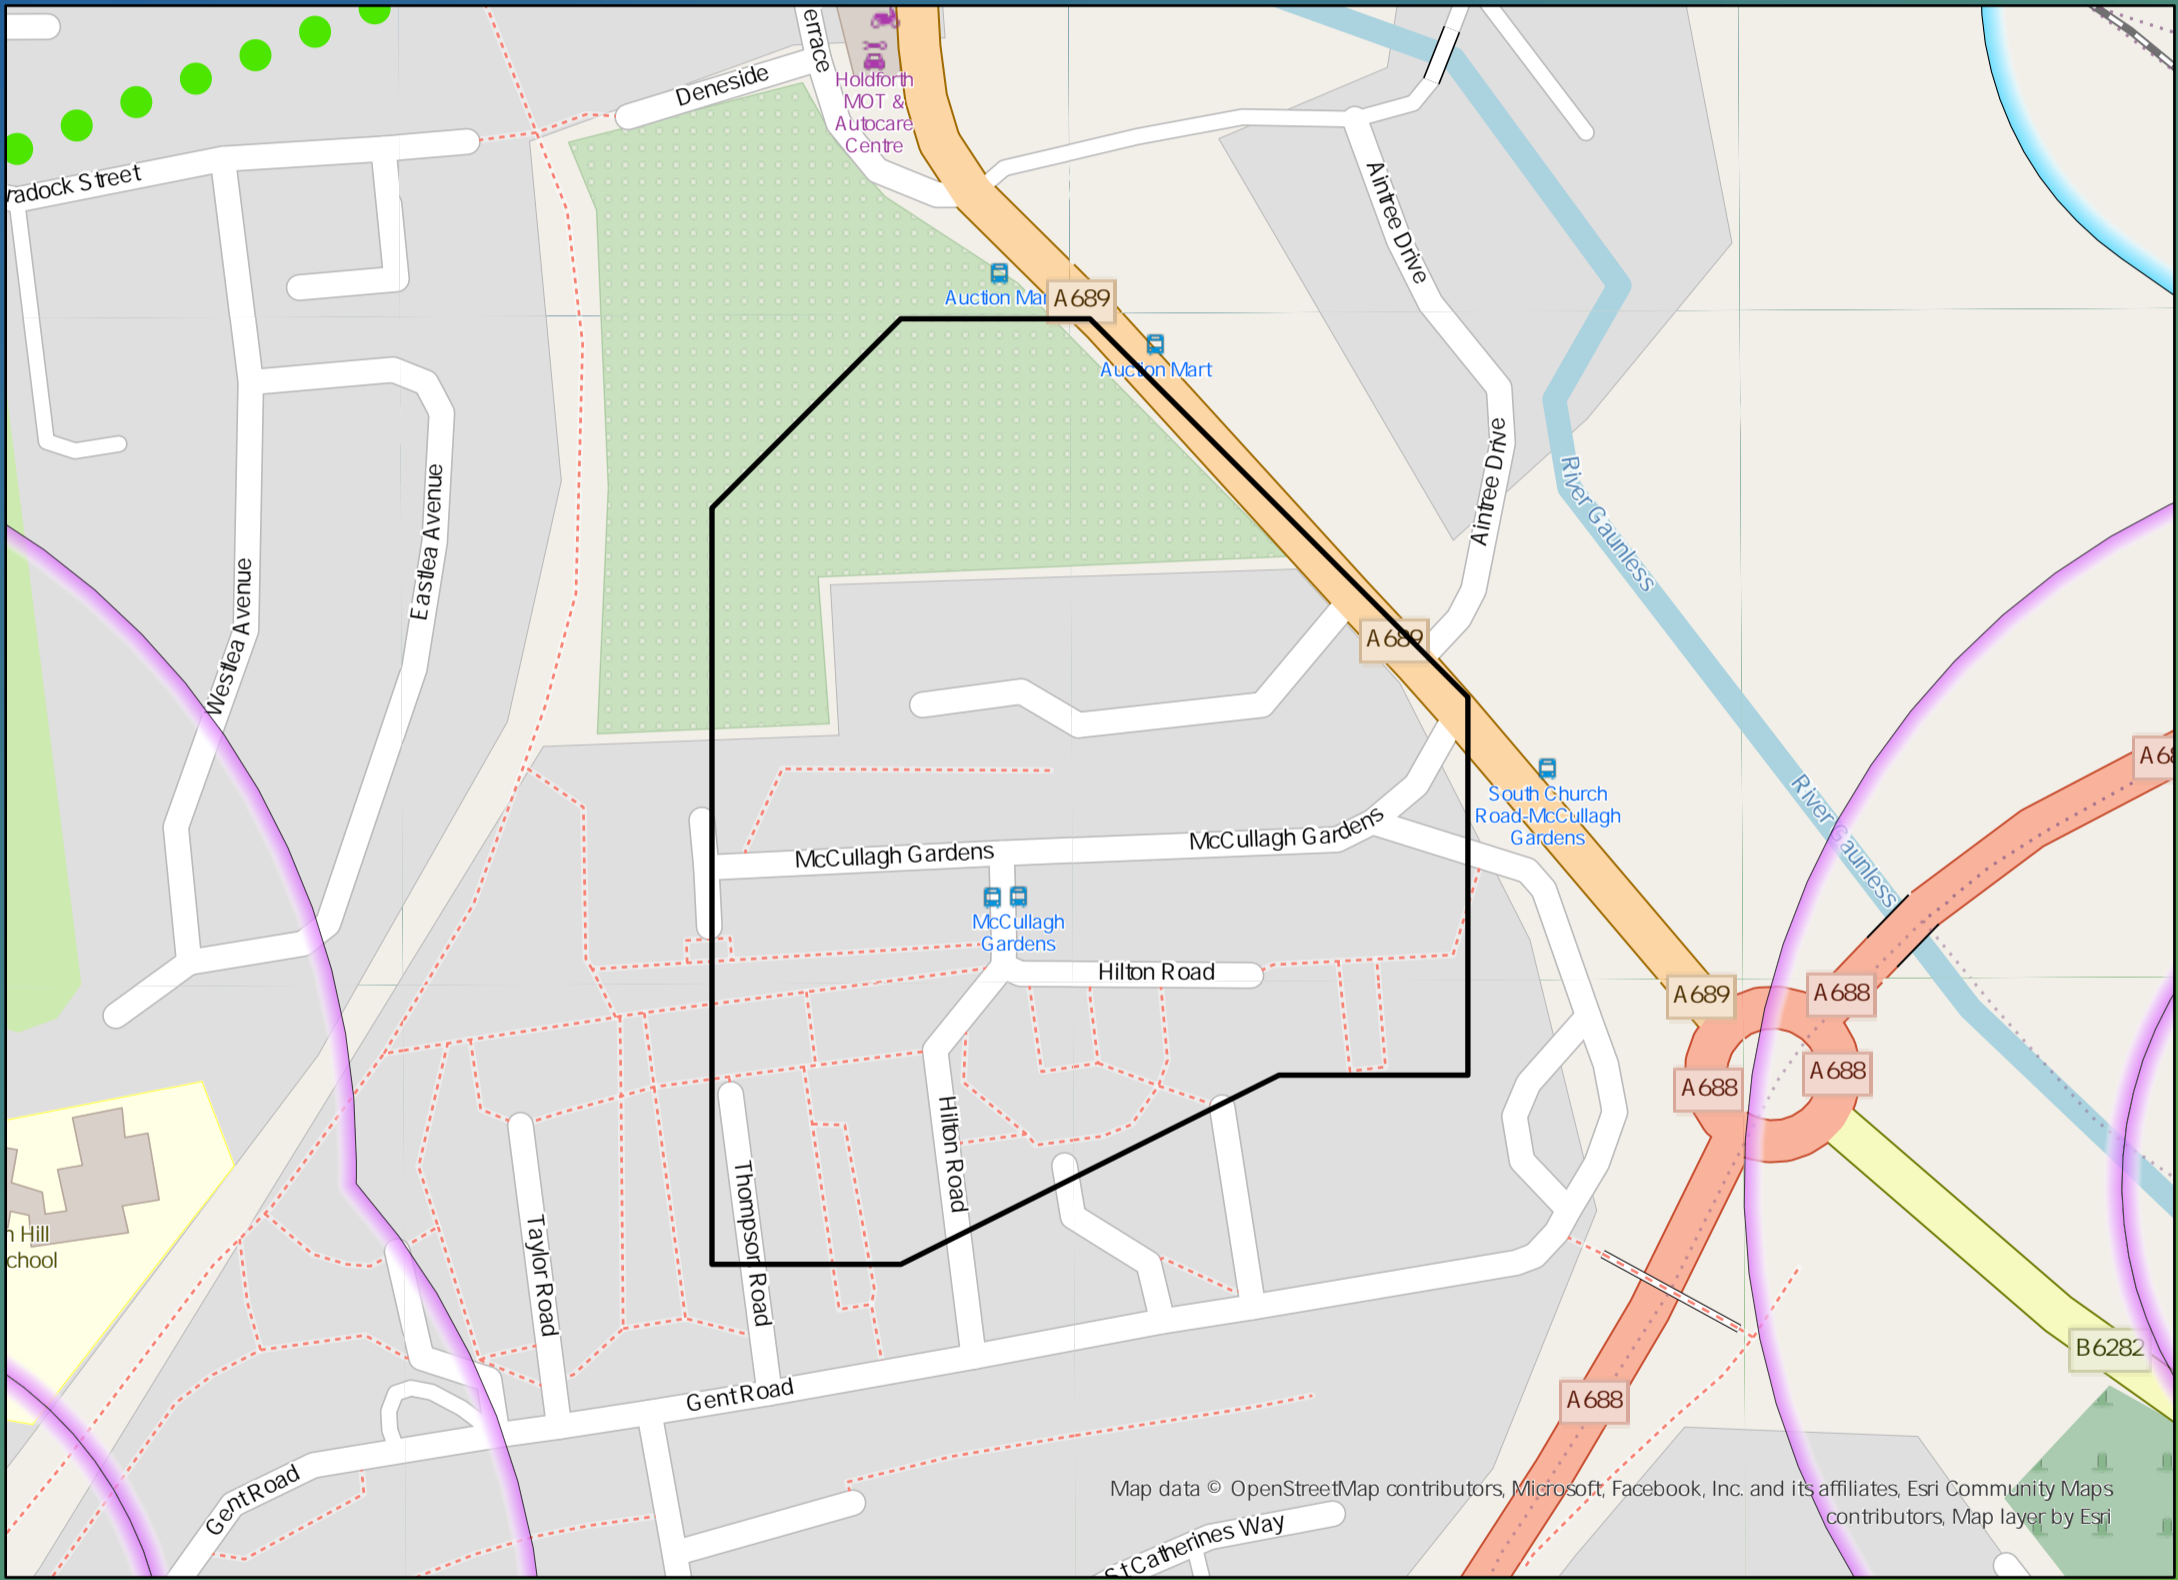 errace
Deneside
Holdforth
MOT &
Autocare
Centre
radock Street
Aintree Drive
Auction Mar
A689
Auction Mart
Aintree Drive
River Gaunless
Eastlea Avenue
Westlea Avenue
A689
A68
South Church
Road-McCullagh
Gardens
River Gaunless
McCullagh Gardens
McCullagh Gardens
McCullagh
Gardens
Hilton Road
A689
A688
A688
A688
Hilton Road
Thompson Road
Taylor Road
n Hill
chool
B6282
Gent Road
A688
Gent Road
Map data © OpenStreetMap contributors, Microsoft, Facebook, Inc. and its affiliates, Esri Community Maps
contributors, Map layer by Esri
St Catherines Way